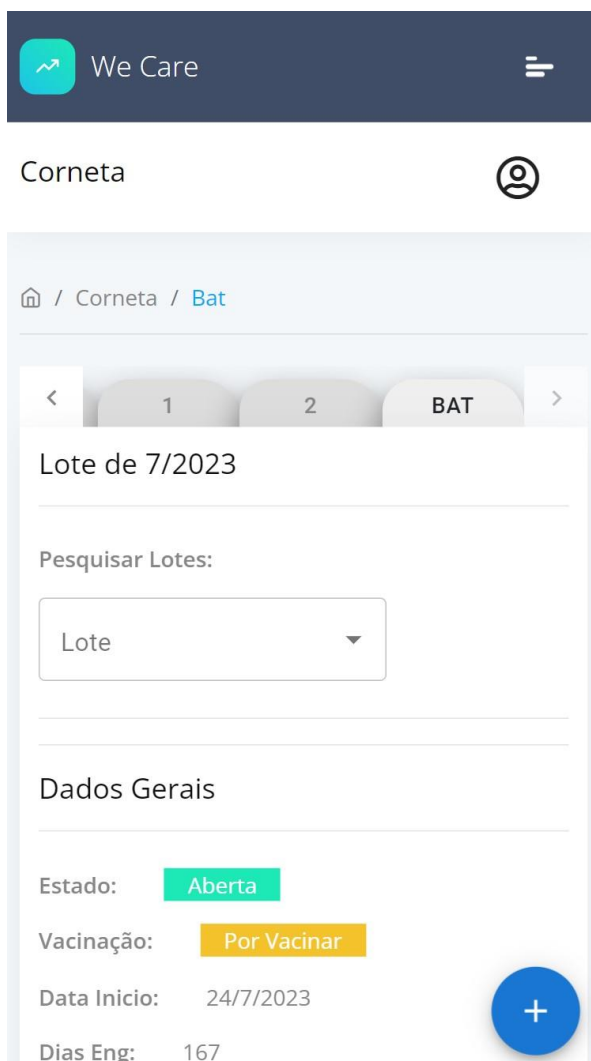 We Care
Corneta
/ Corneta / Bat
< 1 2 BAT >
Lote de 7/2023
Pesquisar Lotes:
Lote
Dados Gerais
Estado: Aberta
Vacinação: Por Vacinar
Data Inicio: 24/7/2023
+
Dias Eng: 167